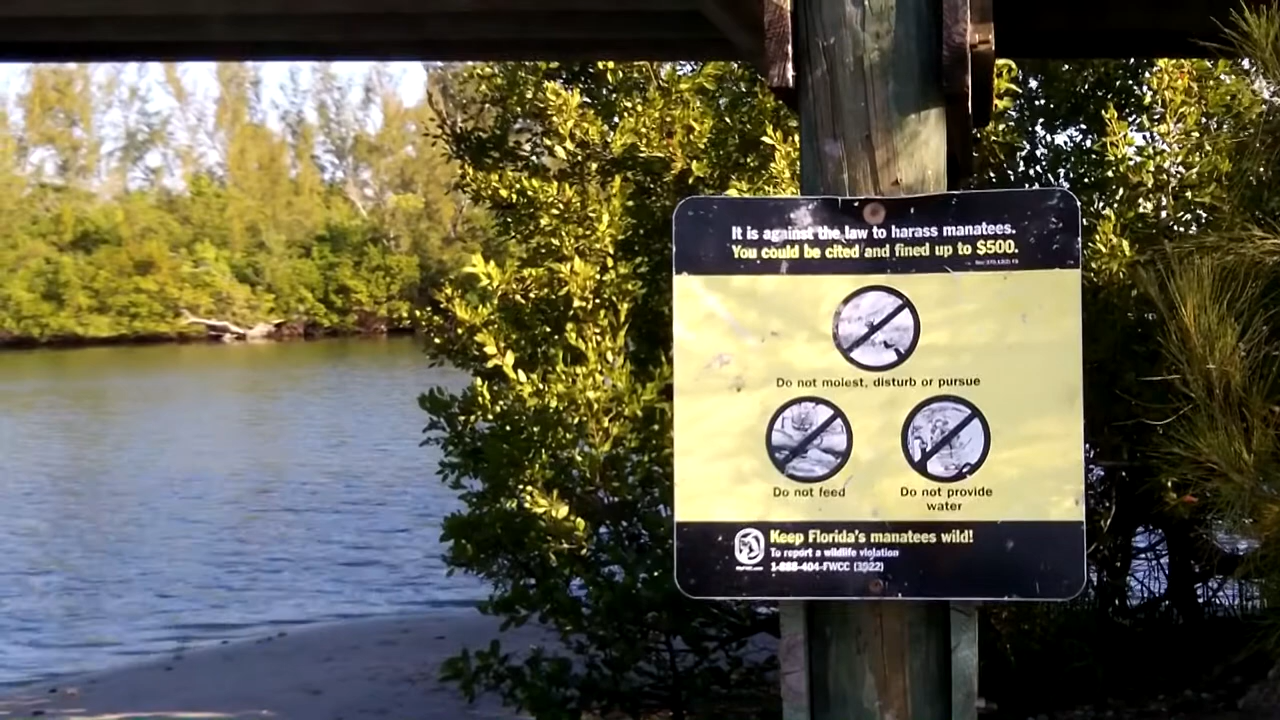 It is against the law to harass manatees.
You could be cited and fined up to $500.
Do not molest, disturb or pursue
Do not feed
Do not provide
water
Keep Florida's manatees wild!
To report a wildlife violation
1-888-404-FWCC (3922)